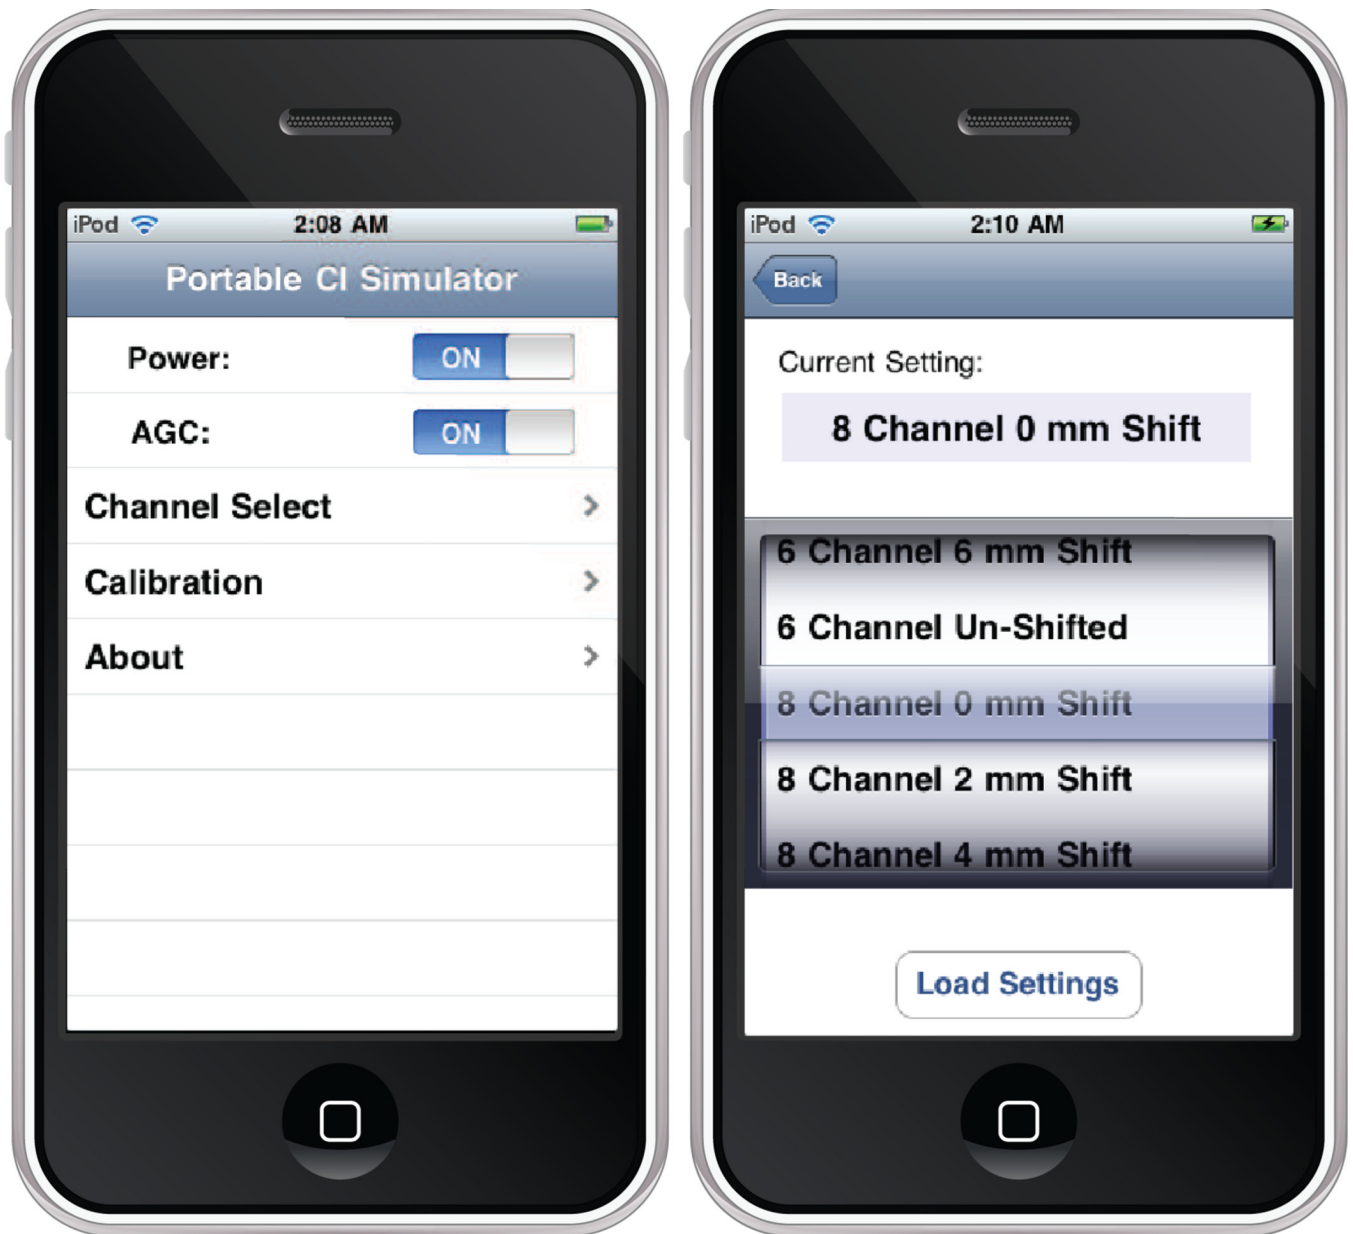 iPod 2:08 AM
Portable CI Simulator
Power: ON
AGC: ON
Channel Select
Calibration
About
iPod 2:10 AM
Back
Current Setting:
8 Channel 0 mm Shift
6 Channel 6 mm Shift
6 Channel Un-Shifted
8 Channel 0 mm Shift
8 Channel 2 mm Shift
8 Channel 4 mm Shift
Load Settings